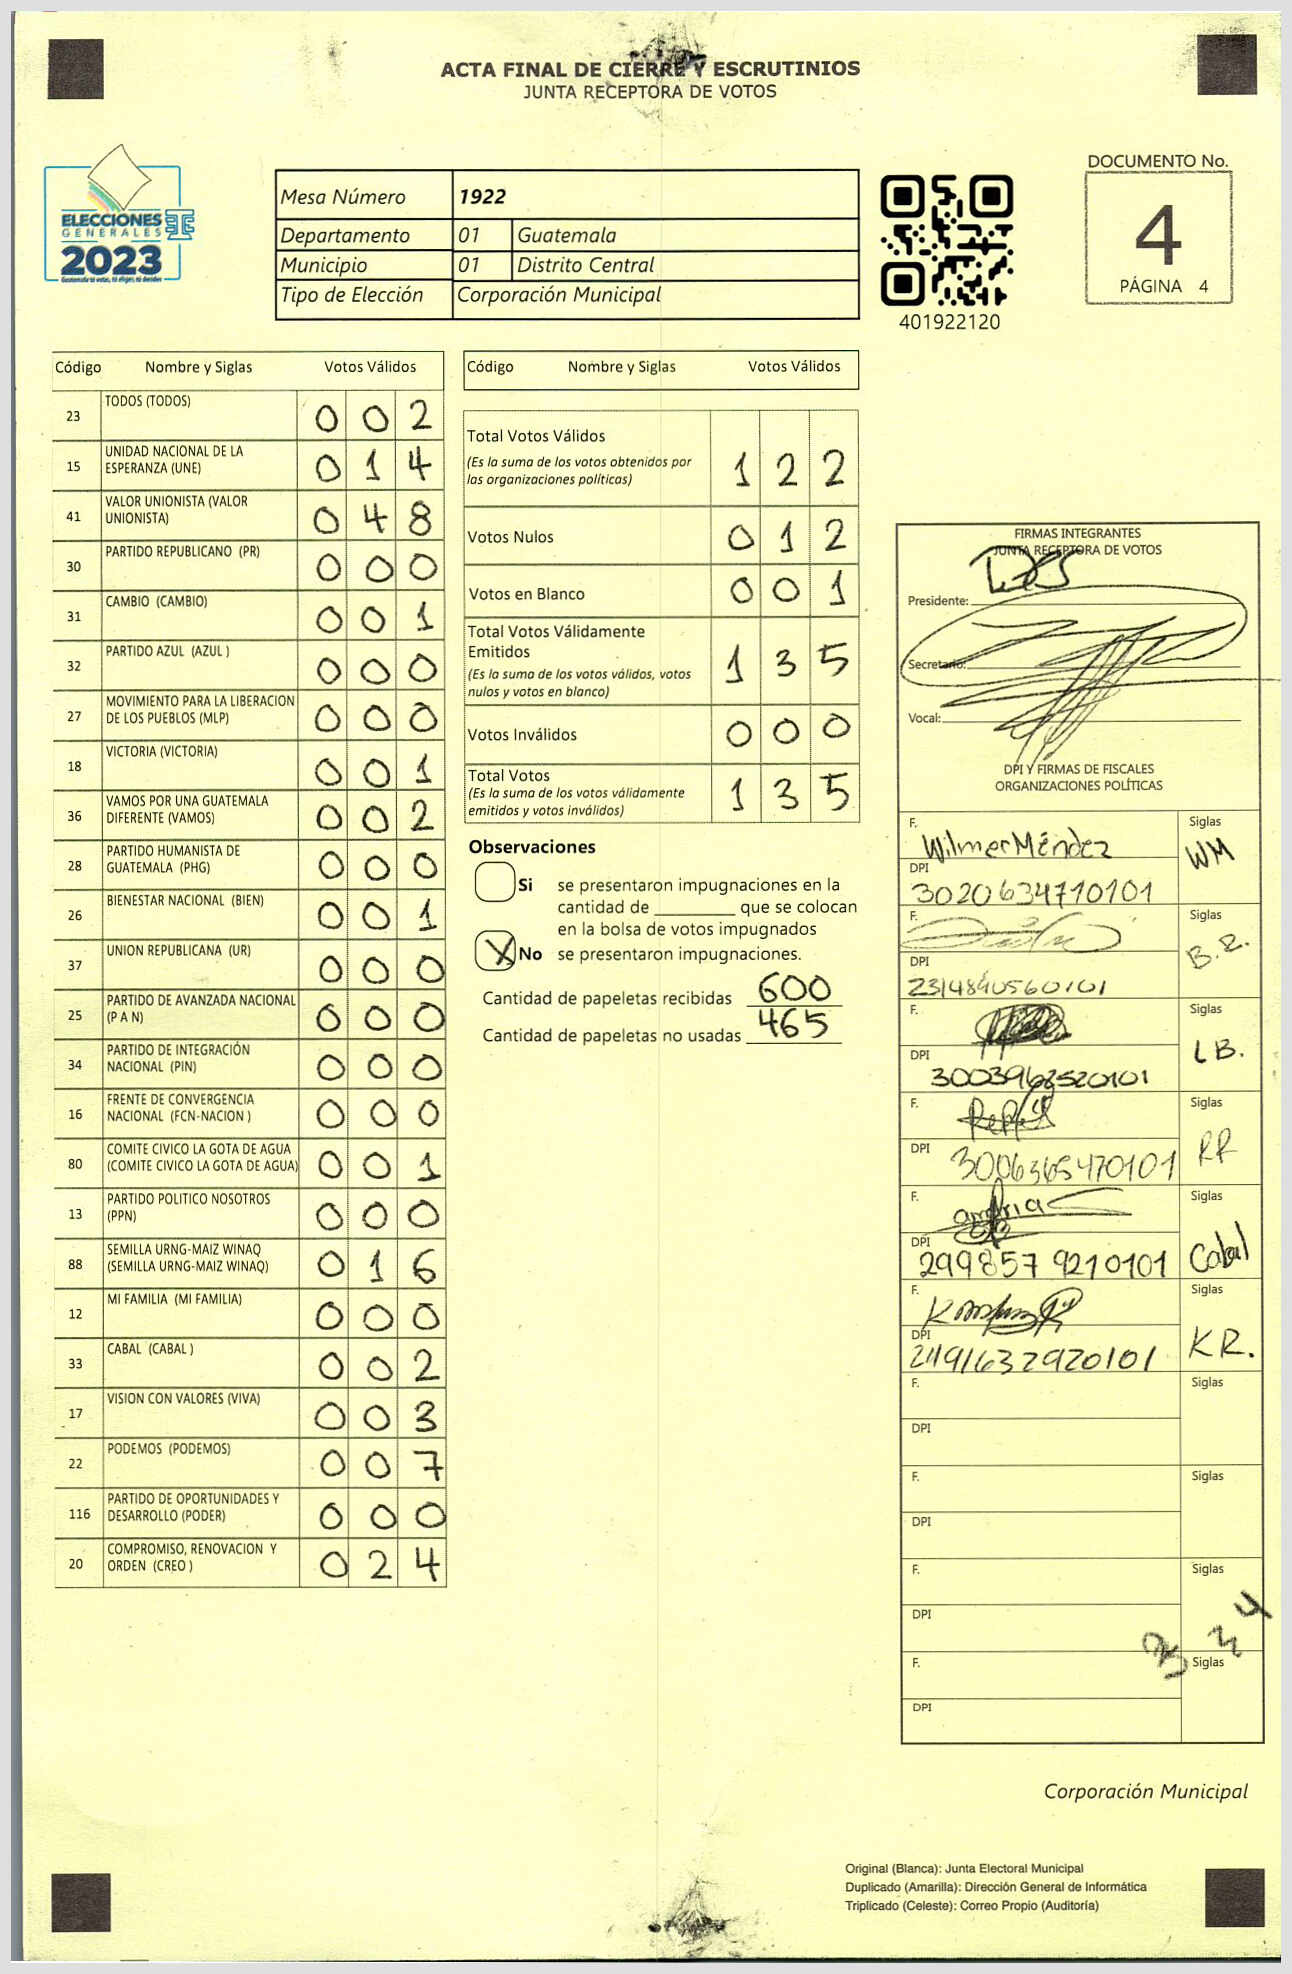 ACTA FINAL DE CIERRE Y ESCRUTINIOS
JUNTA RECEPTORA DE VOTOS
ELECCIONES
GENERALES
2023
Guatemala tú votas, tú eliges, tú decides
Mesa Número 1922
Departamento 01 Guatemala
Municipio 01 Distrito Central
Tipo de Elección Corporación Municipal
401922120
DOCUMENTO No.
4
PÁGINA 4
Código Nombre y Siglas Votos Válidos
23 TODOS (TODOS) 0 0 2
15 UNIDAD NACIONAL DE LA ESPERANZA (UNE) 0 1 4
41 VALOR UNIONISTA (VALOR UNIONISTA) 0 4 8
30 PARTIDO REPUBLICANO (PR) 0 0 0
31 CAMBIO (CAMBIO) 0 0 1
32 PARTIDO AZUL (AZUL ) 0 0 0
27 MOVIMIENTO PARA LA LIBERACION DE LOS PUEBLOS (MLP) 0 0 0
18 VICTORIA (VICTORIA) 0 0 1
36 VAMOS POR UNA GUATEMALA DIFERENTE (VAMOS) 0 0 2
28 PARTIDO HUMANISTA DE GUATEMALA (PHG) 0 0 0
26 BIENESTAR NACIONAL (BIEN) 0 0 1
37 UNION REPUBLICANA (UR) 0 0 0
25 PARTIDO DE AVANZADA NACIONAL (P A N) 0 0 0
34 PARTIDO DE INTEGRACIÓN NACIONAL (PIN) 0 0 0
16 FRENTE DE CONVERGENCIA NACIONAL (FCN-NACION ) 0 0 0
80 COMITE CIVICO LA GOTA DE AGUA (COMITE CIVICO LA GOTA DE AGUA) 0 0 1
13 PARTIDO POLITICO NOSOTROS (PPN) 0 0 0
88 SEMILLA URNG-MAIZ WINAQ (SEMILLA URNG-MAIZ WINAQ) 0 1 6
12 MI FAMILIA (MI FAMILIA) 0 0 0
33 CABAL (CABAL ) 0 0 2
17 VISION CON VALORES (VIVA) 0 0 3
22 PODEMOS (PODEMOS) 0 0 7
116 PARTIDO DE OPORTUNIDADES Y DESARROLLO (PODER) 0 0 0
20 COMPROMISO, RENOVACION Y ORDEN (CREO ) 0 2 4
Código Nombre y Siglas Votos Válidos
Total Votos Válidos 1 2 2
(Es la suma de los votos obtenidos por
las organizaciones políticas)
Votos Nulos 0 1 2
Votos en Blanco 0 0 1
Total Votos Válidamente
Emitidos 1 3 5
(Es la suma de los votos válidos, votos
nulos y votos en blanco)
Votos Inválidos 0 0 0
Total Votos 1 3 5
(Es la suma de los votos válidamente
emitidos y votos inválidos)
Observaciones
Si se presentaron impugnaciones en la
cantidad de ________ que se colocan
en la bolsa de votos impugnados
X No se presentaron impugnaciones.
Cantidad de papeletas recibidas 600
Cantidad de papeletas no usadas 465
FIRMAS INTEGRANTES
JUNTA RECEPTORA DE VOTOS
Presidente:
Secretario:
Vocal:
DPI Y FIRMAS DE FISCALES
ORGANIZACIONES POLÍTICAS
F. Wilmer Méndez Siglas WM
DPI 3020634710101
F. Siglas B.R.
DPI 2314840560101
F. Siglas LB.
DPI 3003968520101
F. Siglas RR
DPI 3006365470101
F. Siglas Cabal
DPI 299857 9210101
F. Siglas KR.
DPI 2491632920101
F. Siglas
DPI
F. Siglas
DPI
F. Siglas
DPI
F. Siglas
DPI
Corporación Municipal
Original (Blanca): Junta Electoral Municipal
Duplicado (Amarilla): Dirección General de Informática
Triplicado (Celeste): Correo Propio (Auditoría)